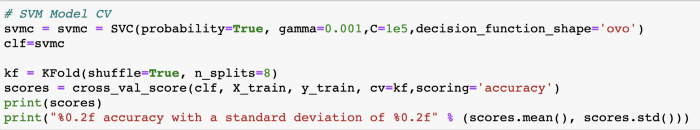 # SVM Model CV
svmc = svmc = SVC(probability=True, gamma=0.001,C=1e5,decision_function_shape='ovo')
clf=svmc
kf = KFold(shuffle=True, n_splits=8)
scores = cross_val_score(clf, X_train, y_train, cv=kf,scoring='accuracy')
print(scores)
print("%0.2f accuracy with a standard deviation of %0.2f" % (scores.mean(), scores.std()))